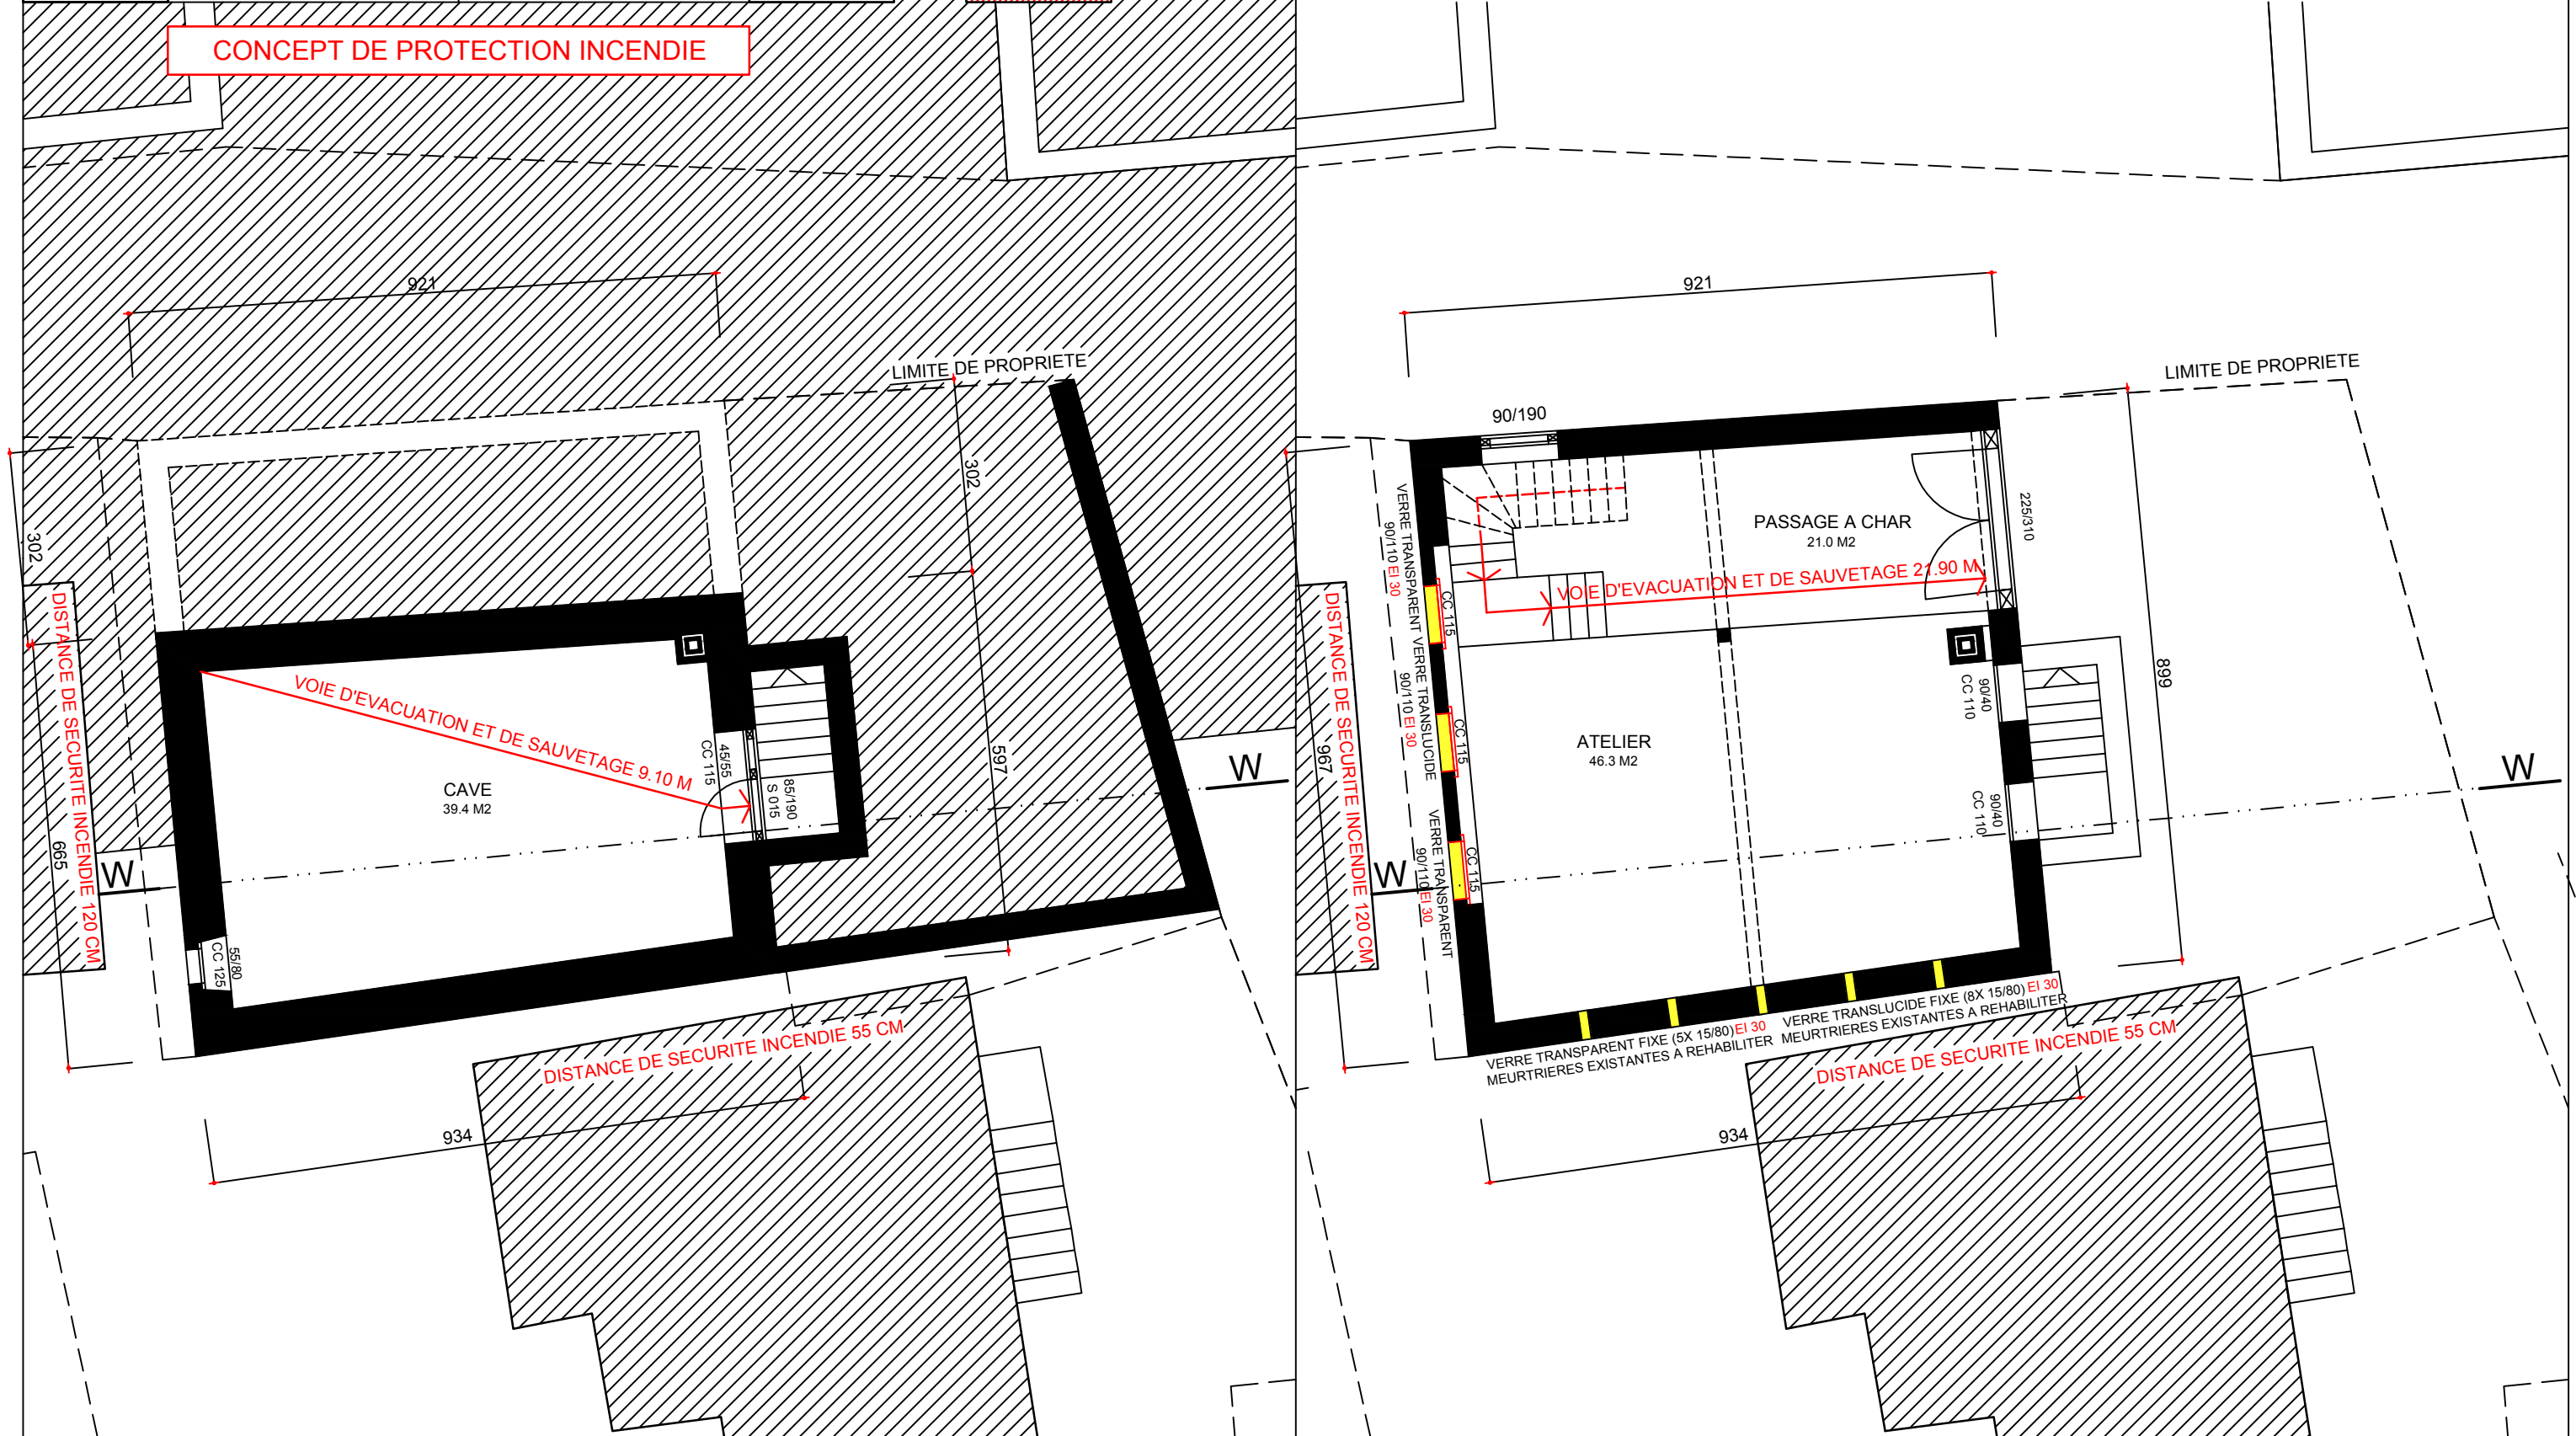 CONCEPT DE PROTECTION INCENDIE
921
LIMITE DE PROPRIETE
302
302
DISTANCE DE SECURITE INCENDIE 120 CM
665
VOIE D'EVACUATION ET DE SAUVETAGE 9.10 M
CAVE
39.4 M2
45/55
CC 115
85/190
S 015
597
W
W
55/80
CC 125
DISTANCE DE SECURITE INCENDIE 55 CM
934
921
LIMITE DE PROPRIETE
90/190
PASSAGE A CHAR
21.0 M2
225/310
VOIE D'EVACUATION ET DE SAUVETAGE 21.90 M
VERRE TRANSPARENT
90/110 EI 30
CC 115
VERRE TRANSLUCIDE
90/110 EI 30
CC 115
VERRE TRANSPARENT
90/110 EI 30
CC 115
DISTANCE DE SECURITE INCENDIE 120 CM
967
ATELIER
46.3 M2
90/40
CC 110
90/40
CC 110
899
W
W
VERRE TRANSPARENT FIXE (5X 15/80) EI 30
MEURTRIERES EXISTANTES A REHABILITER
VERRE TRANSLUCIDE FIXE (8X 15/80) EI 30
MEURTRIERES EXISTANTES A REHABILITER
DISTANCE DE SECURITE INCENDIE 55 CM
934